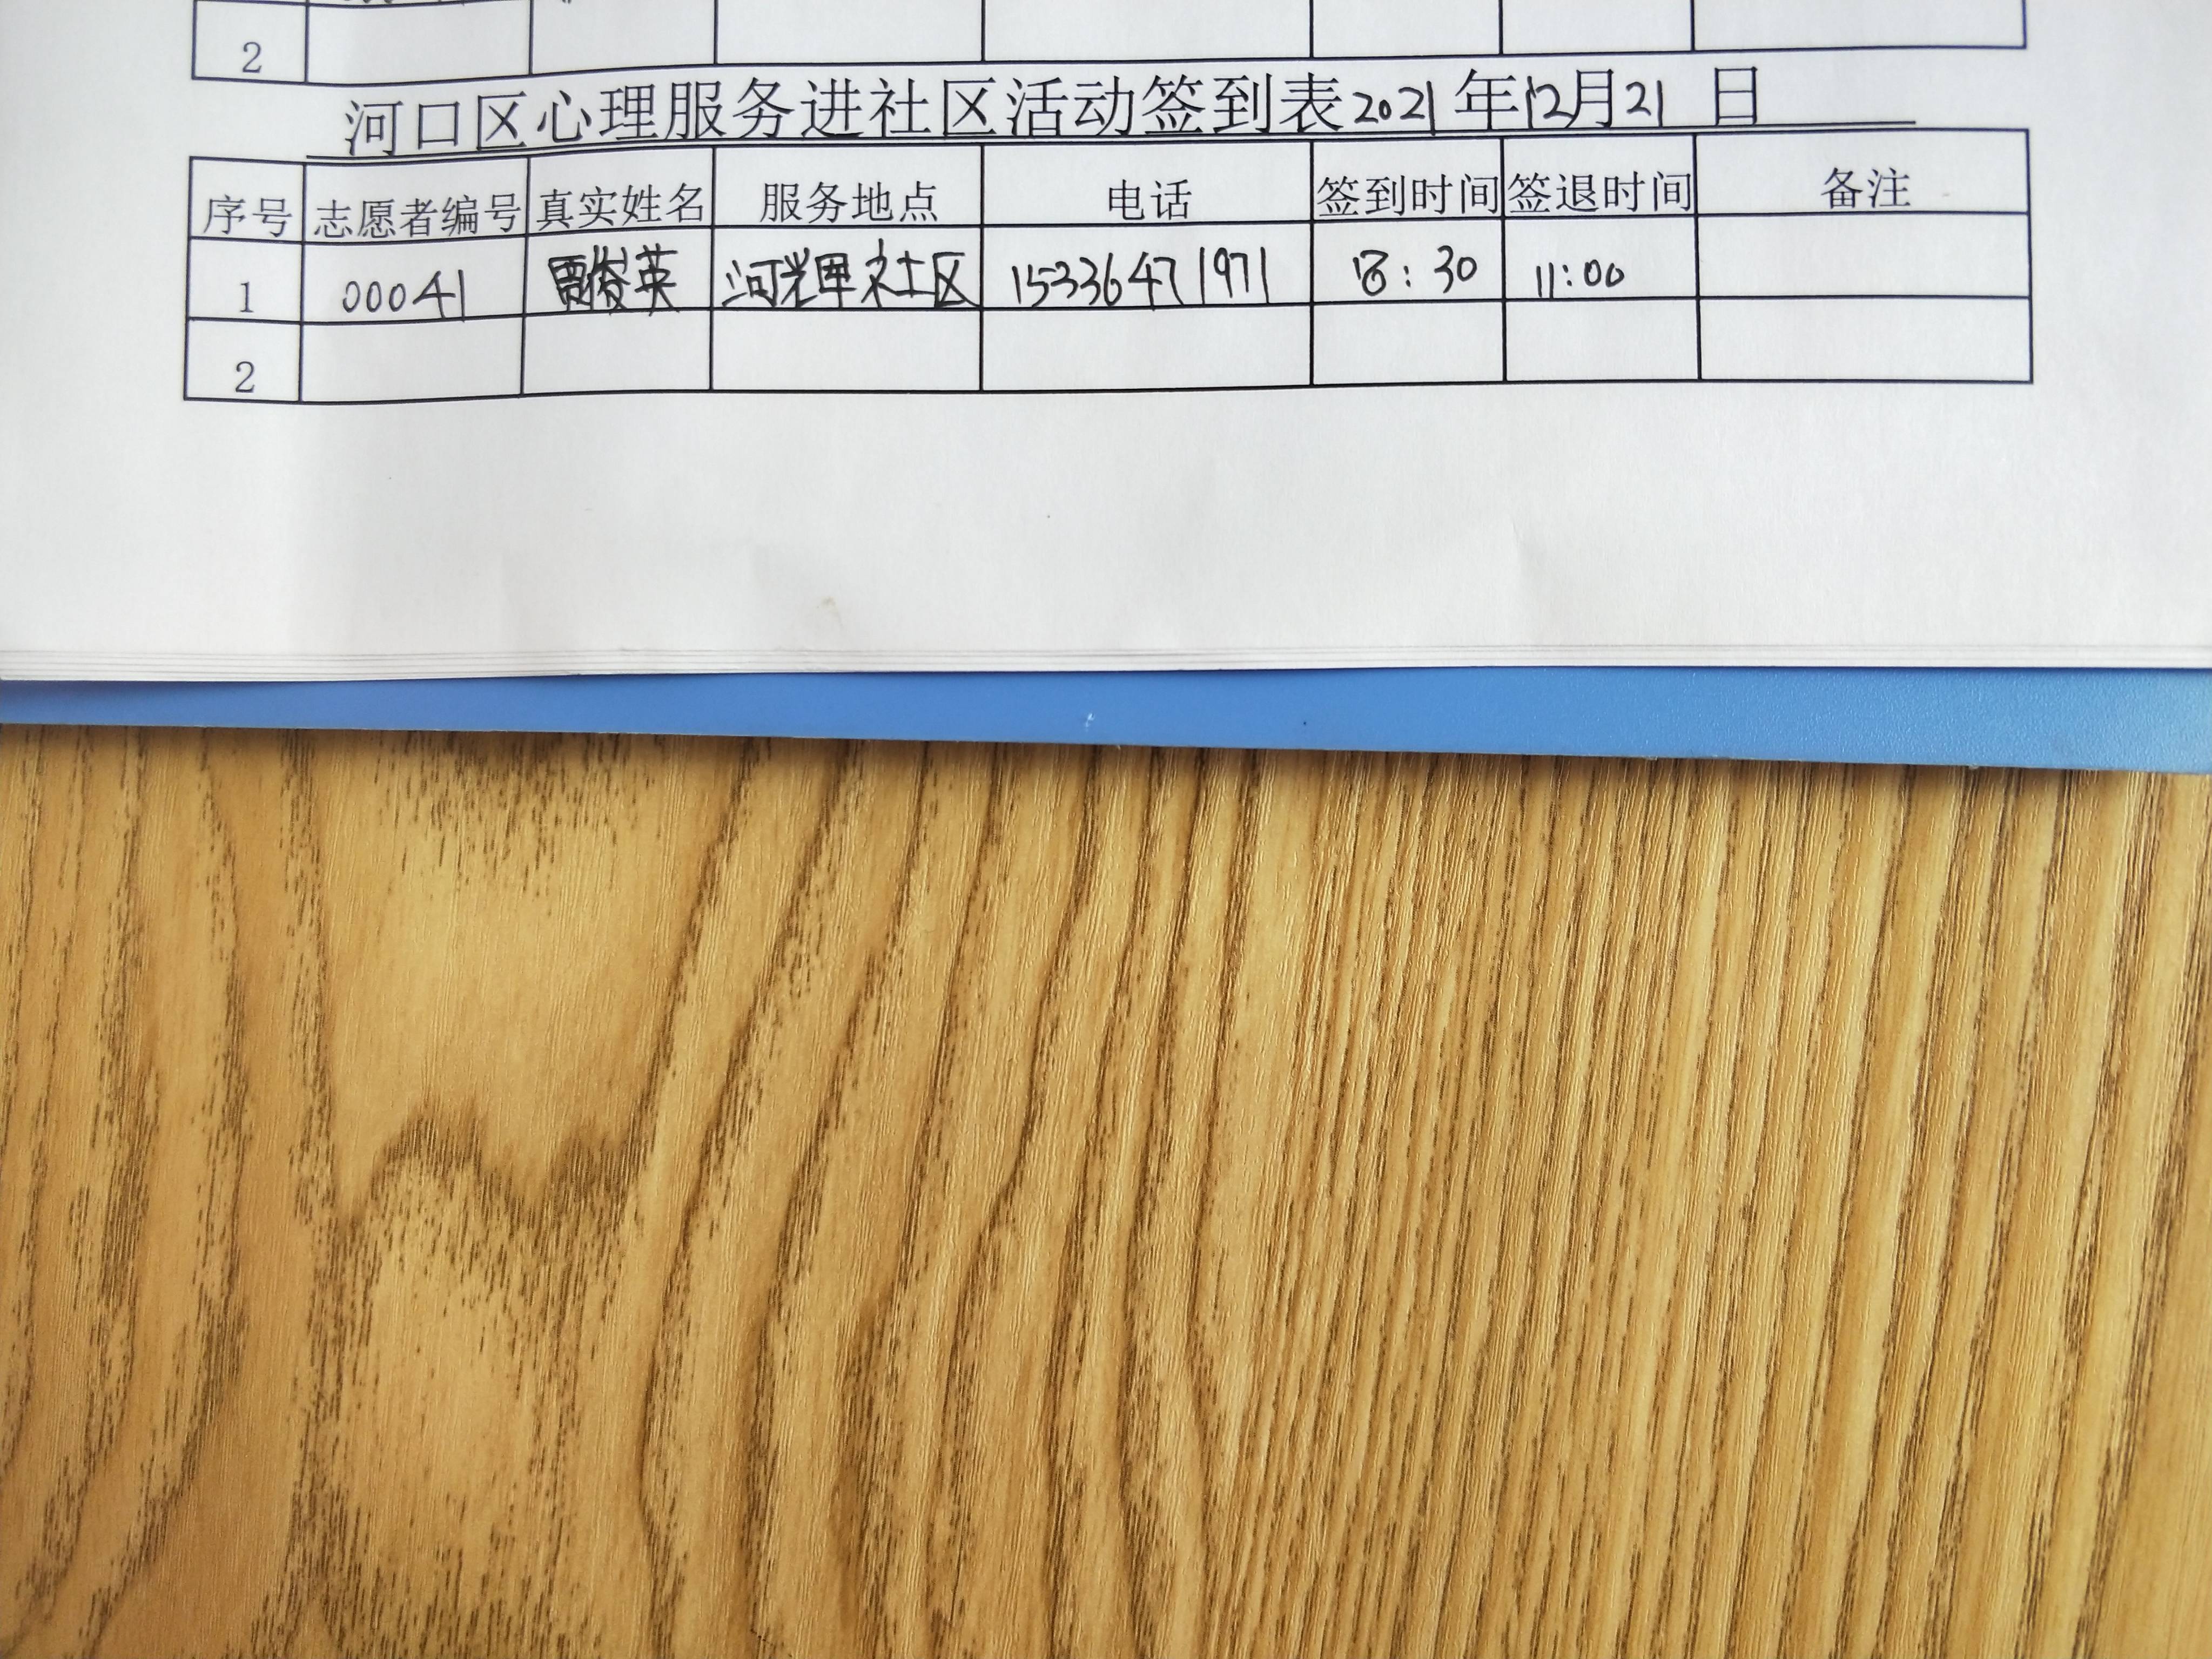 2
河口区心理服务进社区活动签到表2021年12月21日
序号 志愿者编号 真实姓名 服务地点 电话 签到时间 签退时间 备注
1 00041 贾俊英 河兴里社区 15336471971 8:30 11:00
2